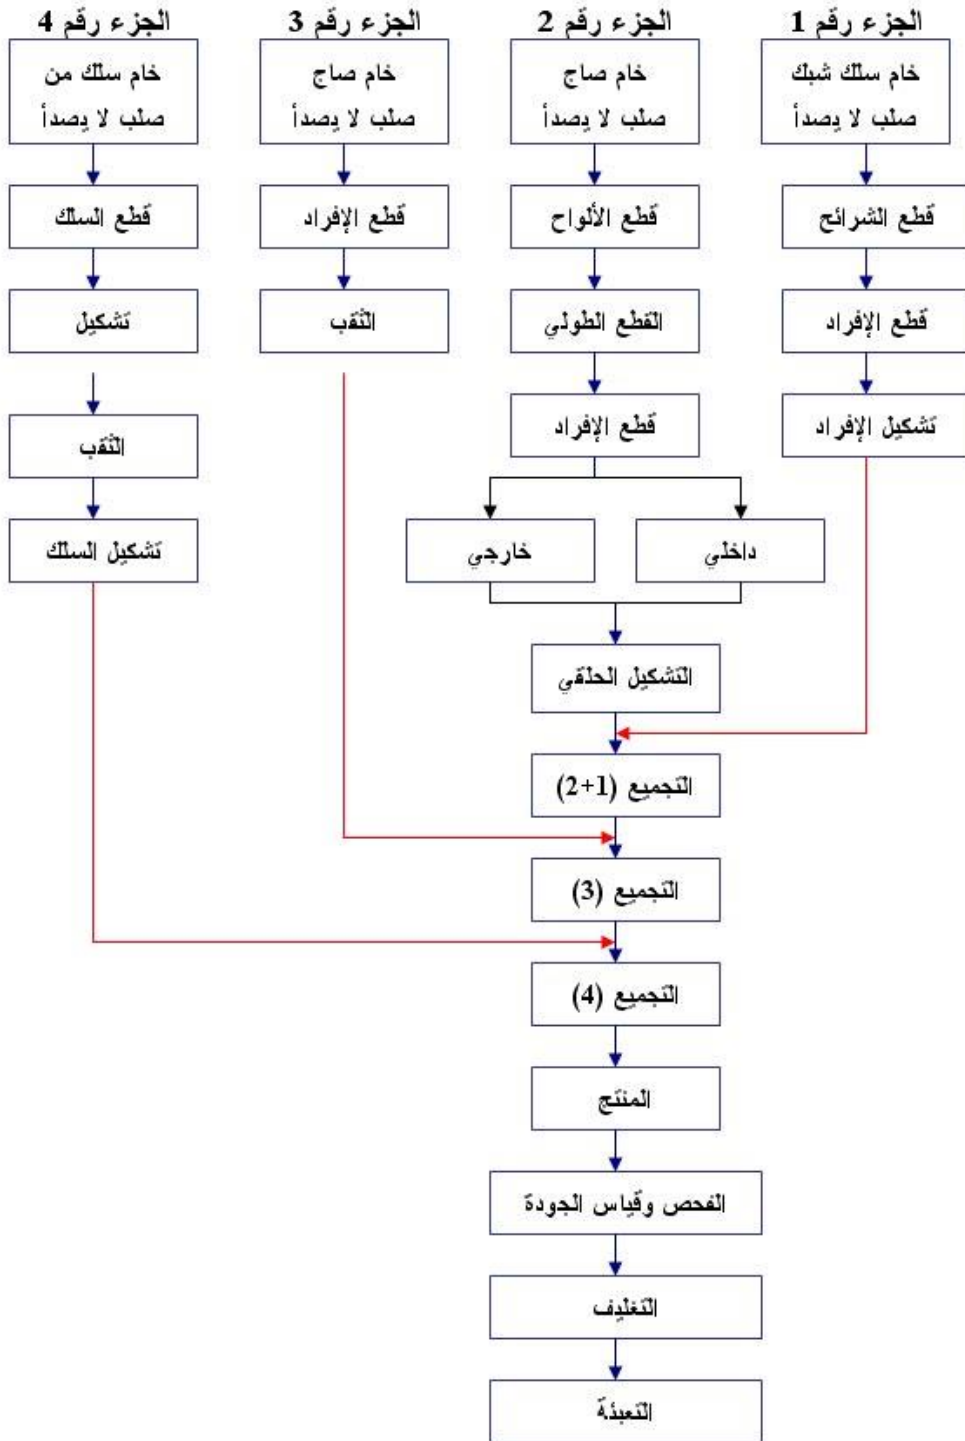 الجزء رقم 1
الجزء رقم 2
الجزء رقم 3
الجزء رقم 4
خام سلك شبك
صلب لا يصدأ
خام صاج
صلب لا يصدأ
خام صاج
صلب لا يصدأ
خام سلك من
صلب لا يصدأ
قطع الشرائح
قطع الألواح
قطع الإفراد
قطع السلك
قطع الإفراد
القطع الطولي
الثقب
تشكيل
تشكيل الإفراد
قطع الإفراد
الثقب
داخلي
خارجي
تشكيل السلك
التشكيل الحلقي
التجميع (1+2)
التجميع (3)
التجميع (4)
المنتج
الفحص وقياس الجودة
التغليف
التعبئة